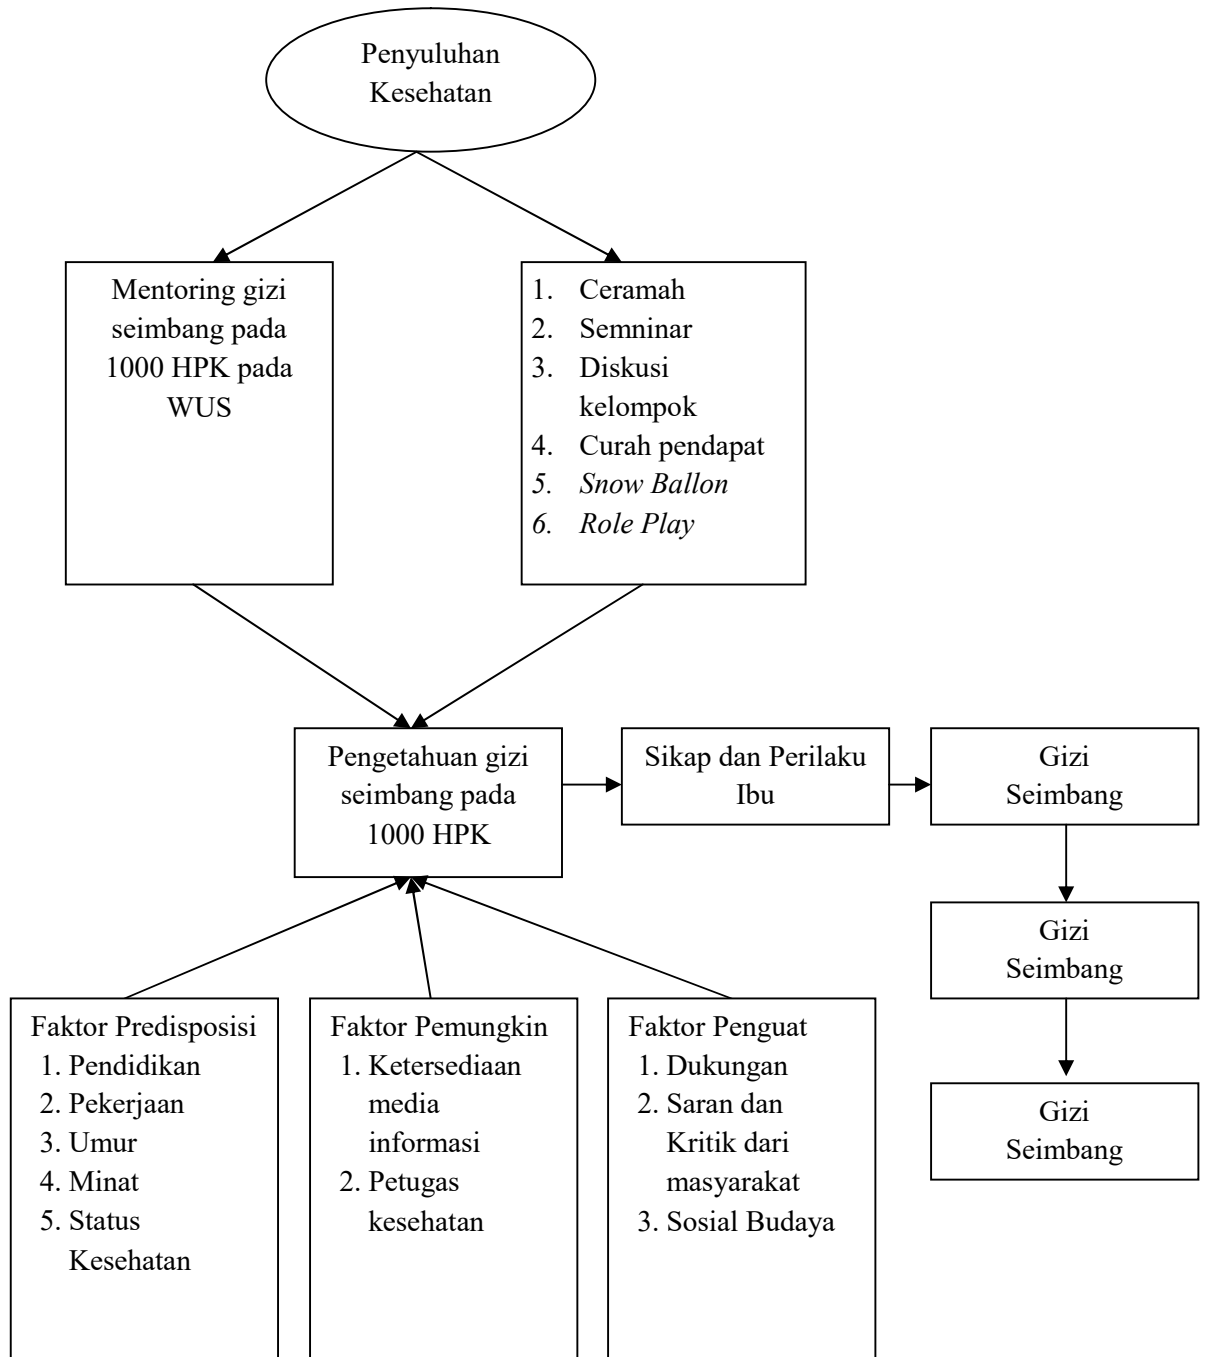 Penyuluhan
Kesehatan
Mentoring gizi
seimbang pada
1000 HPK pada
WUS
1. Ceramah
2. Semninar
3. Diskusi
kelompok
4. Curah pendapat
5. Snow Ballon
6. Role Play
Pengetahuan gizi
seimbang pada
1000 HPK
Sikap dan Perilaku
Ibu
Gizi
Seimbang
Gizi
Seimbang
Gizi
Seimbang
Faktor Predisposisi
1. Pendidikan
2. Pekerjaan
3. Umur
4. Minat
5. Status
Kesehatan
Faktor Pemungkin
1. Ketersediaan
media
informasi
2. Petugas
kesehatan
Faktor Penguat
1. Dukungan
2. Saran dan
Kritik dari
masyarakat
3. Sosial Budaya